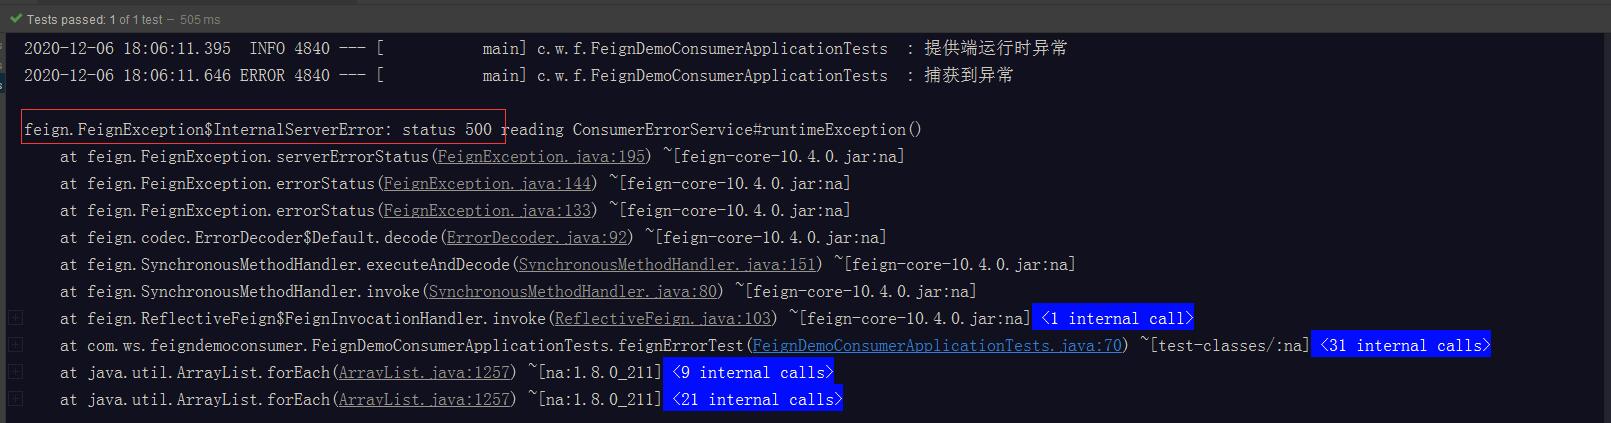 Tests passed: 1 of 1 test – 505 ms
2020-12-06 18:06:11.395  INFO 4840 --- [           main] c.w.f.FeignDemoConsumerApplicationTests  : 提供端运行时异常
2020-12-06 18:06:11.646 ERROR 4840 --- [           main] c.w.f.FeignDemoConsumerApplicationTests  : 捕获到异常
feign.FeignException$InternalServerError: status 500 reading ConsumerErrorService#runtimeException()
at feign.FeignException.serverErrorStatus(FeignException.java:195) ~[feign-core-10.4.0.jar:na]
at feign.FeignException.errorStatus(FeignException.java:144) ~[feign-core-10.4.0.jar:na]
at feign.FeignException.errorStatus(FeignException.java:133) ~[feign-core-10.4.0.jar:na]
at feign.codec.ErrorDecoder$Default.decode(ErrorDecoder.java:92) ~[feign-core-10.4.0.jar:na]
at feign.SynchronousMethodHandler.executeAndDecode(SynchronousMethodHandler.java:151) ~[feign-core-10.4.0.jar:na]
at feign.SynchronousMethodHandler.invoke(SynchronousMethodHandler.java:80) ~[feign-core-10.4.0.jar:na]
at feign.ReflectiveFeign$FeignInvocationHandler.invoke(ReflectiveFeign.java:103) ~[feign-core-10.4.0.jar:na] <1 internal call>
at com.ws.feigndemoconsumer.FeignDemoConsumerApplicationTests.feignErrorTest(FeignDemoConsumerApplicationTests.java:70) ~[test-classes/:na] <31 internal calls>
at java.util.ArrayList.forEach(ArrayList.java:1257) ~[na:1.8.0_211] <9 internal calls>
at java.util.ArrayList.forEach(ArrayList.java:1257) ~[na:1.8.0_211] <21 internal calls>